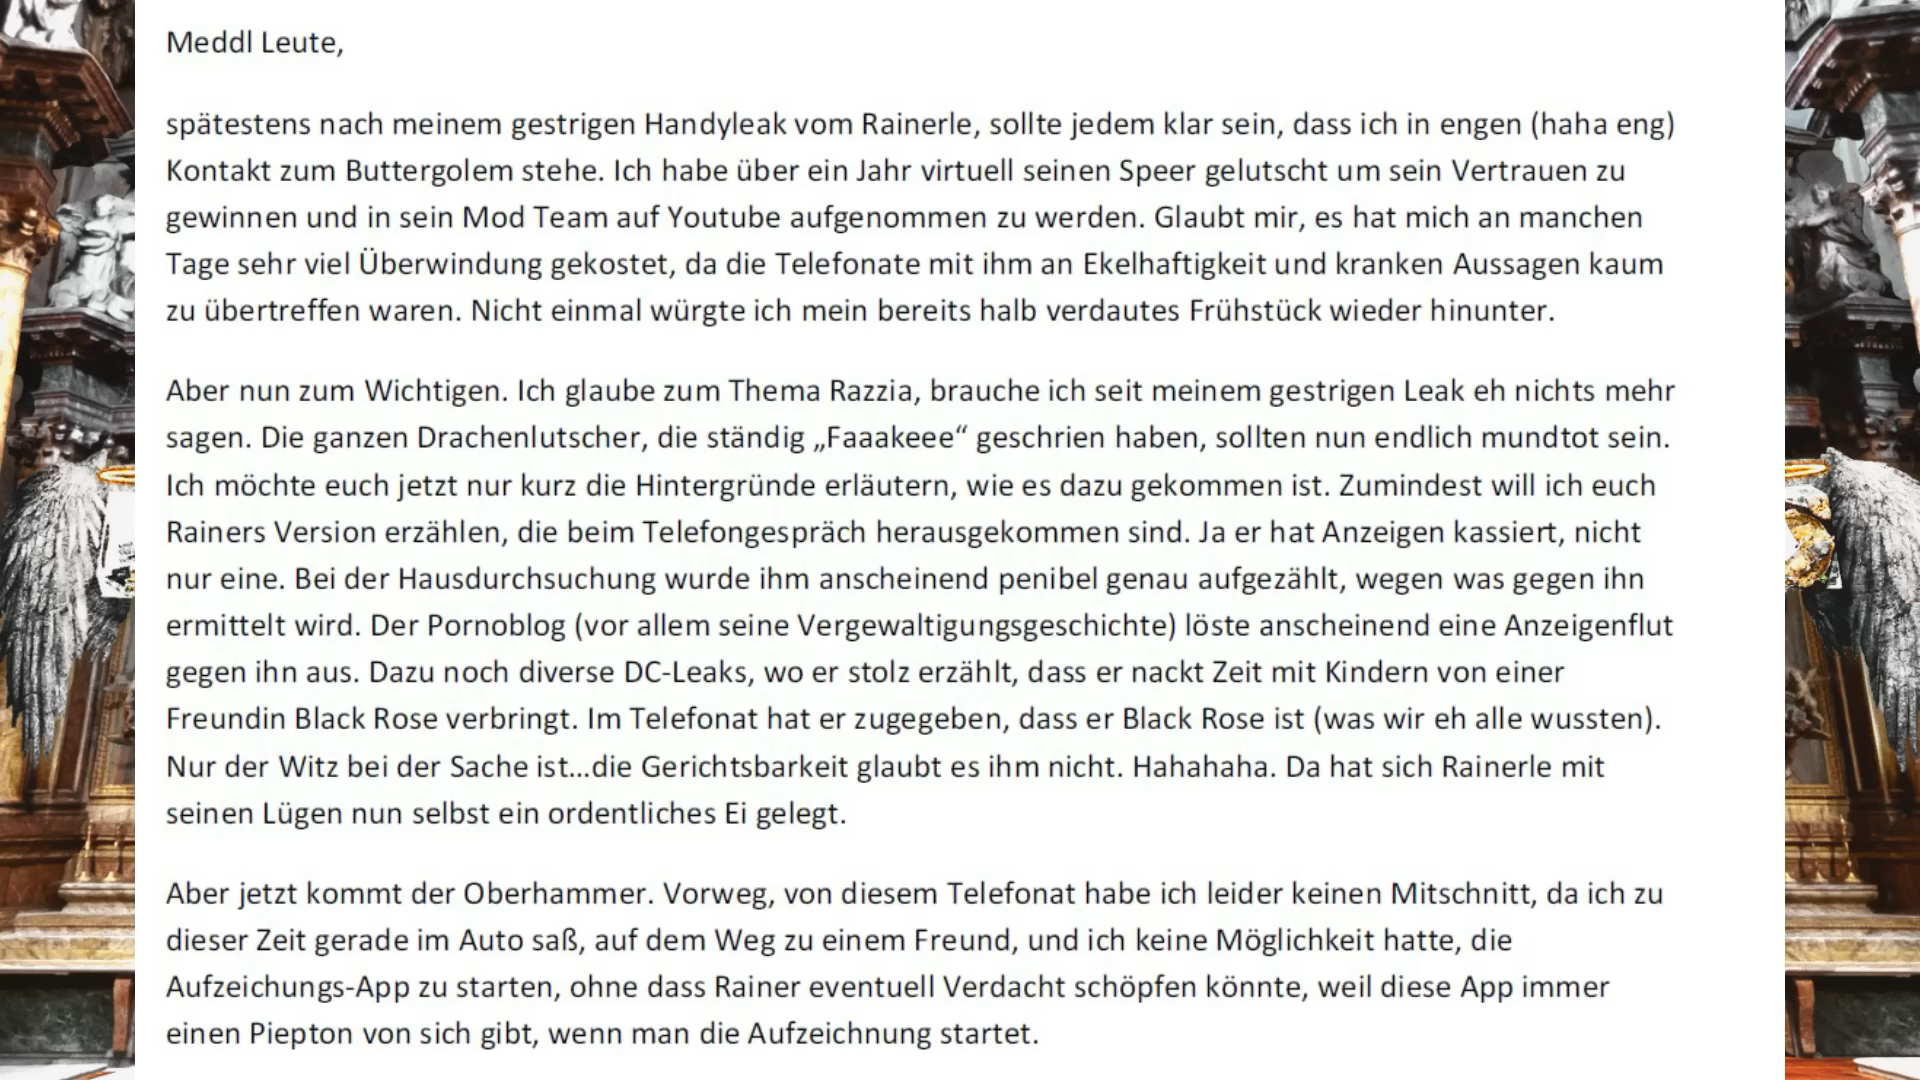 Meddl Leute,
spätestens nach meinem gestrigen Handyleak vom Rainerle, sollte jedem klar sein, dass ich in engen (haha eng)
Kontakt zum Buttergolem stehe. Ich habe über ein Jahr virtuell seinen Speer gelutscht um sein Vertrauen zu
gewinnen und in sein Mod Team auf Youtube aufgenommen zu werden. Glaubt mir, es hat mich an manchen
Tage sehr viel Überwindung gekostet, da die Telefonate mit ihm an Ekelhaftigkeit und kranken Aussagen kaum
zu übertreffen waren. Nicht einmal würgte ich mein bereits halb verdautes Frühstück wieder hinunter.
Aber nun zum Wichtigen. Ich glaube zum Thema Razzia, brauche ich seit meinem gestrigen Leak eh nichts mehr
sagen. Die ganzen Drachenlutscher, die ständig „Faaakeee“ geschrien haben, sollten nun endlich mundtot sein.
Ich möchte euch jetzt nur kurz die Hintergründe erläutern, wie es dazu gekommen ist. Zumindest will ich euch
Rainers Version erzählen, die beim Telefongespräch herausgekommen sind. Ja er hat Anzeigen kassiert, nicht
nur eine. Bei der Hausdurchsuchung wurde ihm anscheinend penibel genau aufgezählt, wegen was gegen ihn
ermittelt wird. Der Pornoblog (vor allem seine Vergewaltigungsgeschichte) löste anscheinend eine Anzeigenflut
gegen ihn aus. Dazu noch diverse DC-Leaks, wo er stolz erzählt, dass er nackt Zeit mit Kindern von einer
Freundin Black Rose verbringt. Im Telefonat hat er zugegeben, dass er Black Rose ist (was wir eh alle wussten).
Nur der Witz bei der Sache ist...die Gerichtsbarkeit glaubt es ihm nicht. Hahahaha. Da hat sich Rainerle mit
seinen Lügen nun selbst ein ordentliches Ei gelegt.
Aber jetzt kommt der Oberhammer. Vorweg, von diesem Telefonat habe ich leider keinen Mitschnitt, da ich zu
dieser Zeit gerade im Auto saß, auf dem Weg zu einem Freund, und ich keine Möglichkeit hatte, die
Aufzeichungs-App zu starten, ohne dass Rainer eventuell Verdacht schöpfen könnte, weil diese App immer
einen Piepton von sich gibt, wenn man die Aufzeichnung startet.